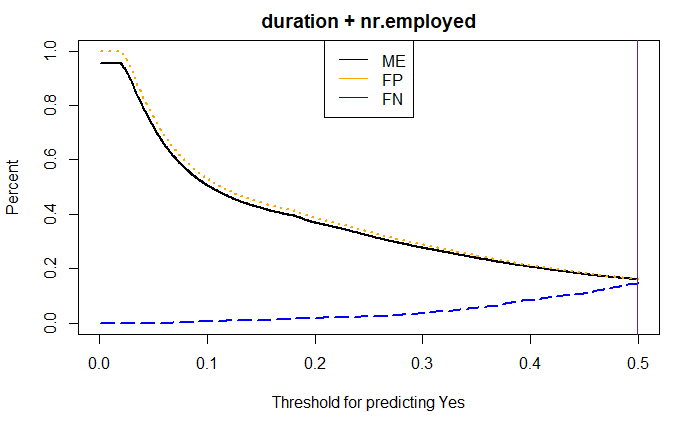 duration + nr.employed
ME
FP
FN
Percent
1.0
0.8
0.6
0.4
0.2
0.0
0.0 0.1 0.2 0.3 0.4 0.5
Threshold for predicting Yes